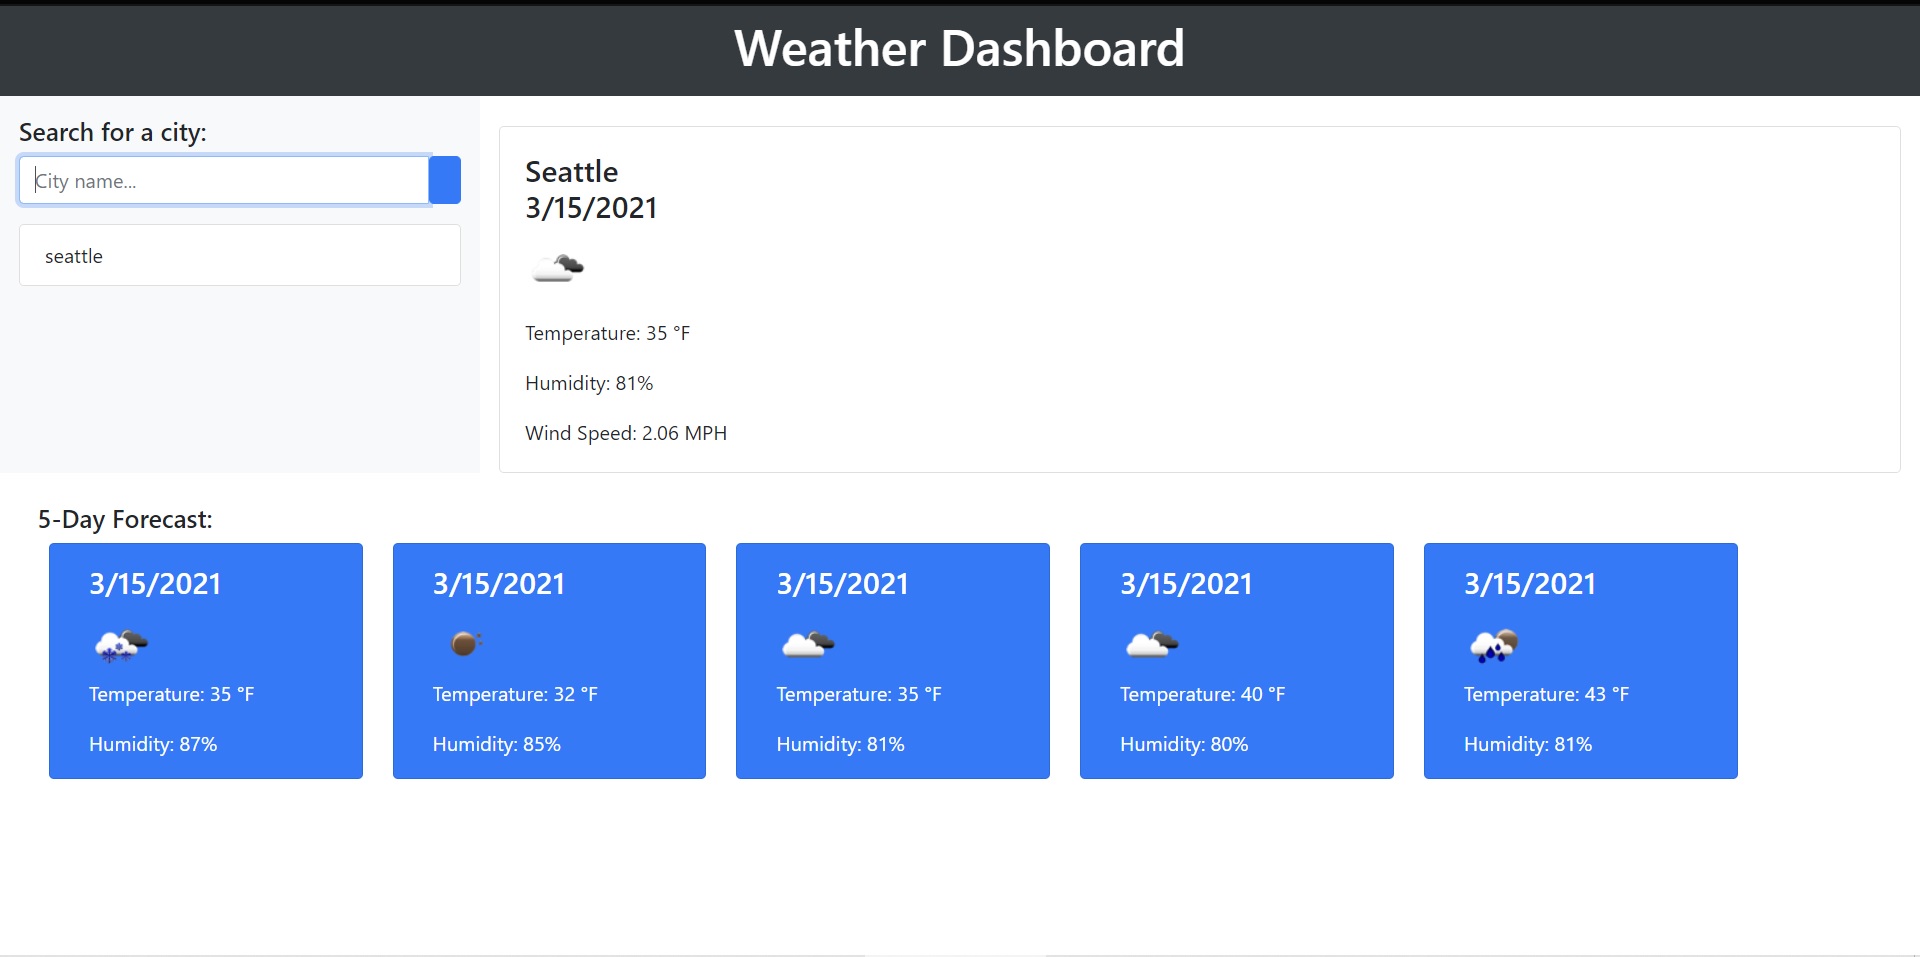 Weather Dashboard
Search for a city:
City name...
seattle
Seattle
3/15/2021
Temperature: 35 °F
Humidity: 81%
Wind Speed: 2.06 MPH
5-Day Forecast:
3/15/2021
Temperature: 35 °F
Humidity: 87%
3/15/2021
Temperature: 32 °F
Humidity: 85%
3/15/2021
Temperature: 35 °F
Humidity: 81%
3/15/2021
Temperature: 40 °F
Humidity: 80%
3/15/2021
Temperature: 43 °F
Humidity: 81%